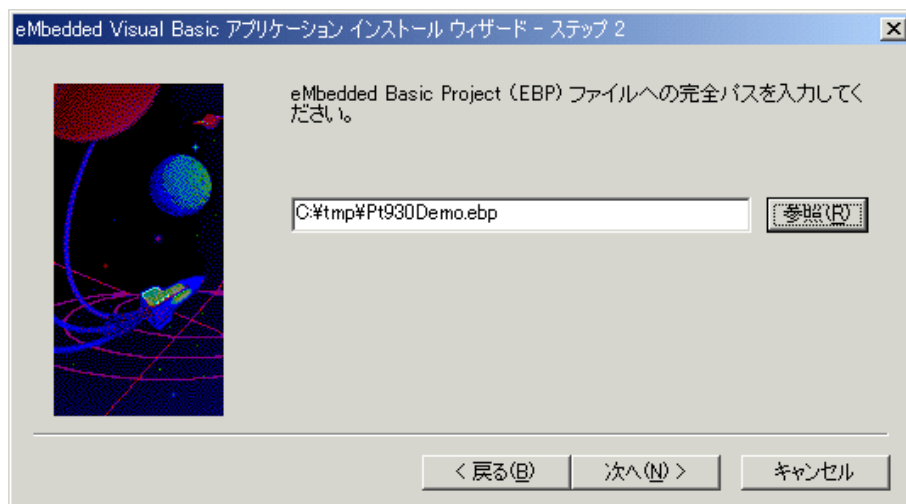 eMbedded Visual Basic アプリケーション インストール ウィザード - ステップ 2
eMbedded Basic Project (EBP) ファイルへの完全パスを入力してく
ださい。
C:¥tmp¥Pt930Demo.ebp
参照(R)
< 戻る(B)
次へ(N) >
キャンセル